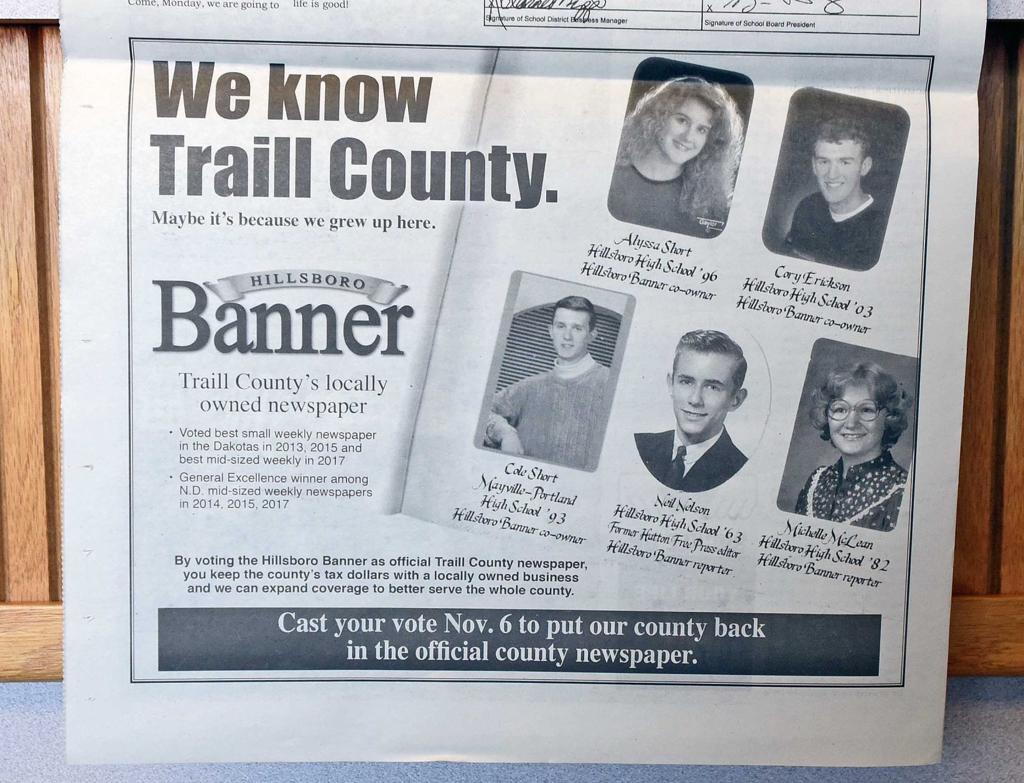 Come, Monday, we are going to life is good!
Signature of School District Business Manager
Signature of School Board President
We know
Traill County.
Maybe it's because we grew up here.
HILLSBORO
Banner
Traill County's locally
owned newspaper
• Voted best small weekly newspaper
in the Dakotas in 2013, 2015 and
best mid-sized weekly in 2017
• General Excellence winner among
N.D. mid-sized weekly newspapers
in 2014, 2015, 2017
Alyssa Short
Hillsboro High School '96
Hillsboro Banner co-owner
Cory Erickson
Hillsboro High School '03
Hillsboro Banner co-owner
Cole Short
Mayville-Portland
High School '93
Hillsboro Banner co-owner
Neil Nelson
Hillsboro High School '63
Former Hatton Free Press editor
Hillsboro Banner reporter
Michelle McLean
Hillsboro High School '82
Hillsboro Banner reporter
By voting the Hillsboro Banner as official Traill County newspaper,
you keep the county's tax dollars with a locally owned business
and we can expand coverage to better serve the whole county.
Cast your vote Nov. 6 to put our county back
in the official county newspaper.